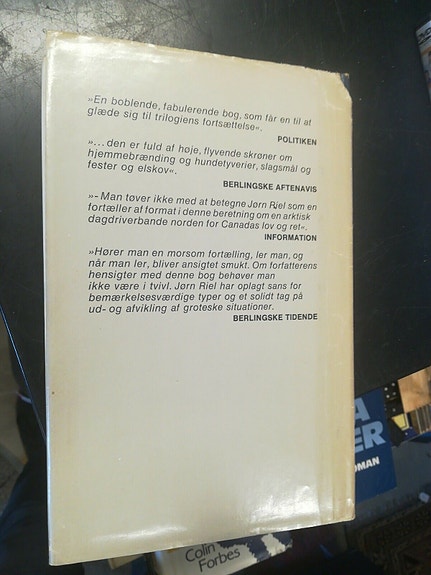 »En boblende, fabulerende bog, som får en til at
glæde sig til trilogiens fortsættelse«.
POLITIKEN
»...den er fuld af høje, flyvende skrøner om
hjemmebrænding og hundetyverier, slagsmål og
fester og elskov«.
BERLINGSKE AFTENAVIS
»- Man tøver ikke med at betegne Jørn Riel som en
fortæller af format i denne beretning om en arktisk
dagdriverbande norden for Canadas lov og ret«.
INFORMATION
»Hører man en morsom fortælling, ler man, og
når man ler, bliver ansigtet smukt. Om forfatterens
hensigter med denne bog behøver man
ikke være i tvivl. Jørn Riel har oplagt sans for
bemærkelsesværdige typer og et solidt tag på
ud- og afvikling af groteske situationer.
BERLINGSKE TIDENDE
Colin
Forbes